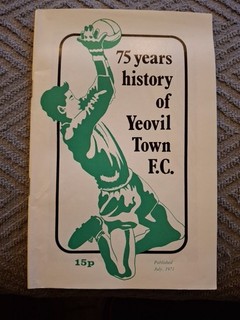 75 years
history
of
Yeovil
Town
F.C.
15p
Published
July, 1971